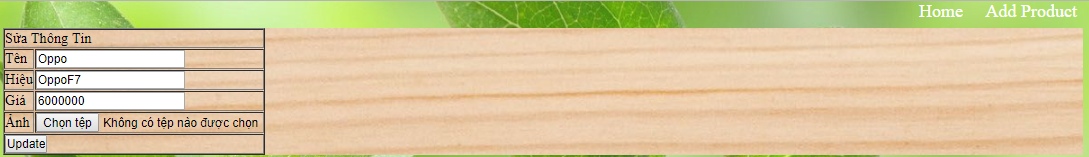 Home Add Product
Sửa Thông Tin
Tên Oppo
Hiệu OppoF7
Giá 6000000
Ảnh Chọn tệp Không có tệp nào được chọn
Update